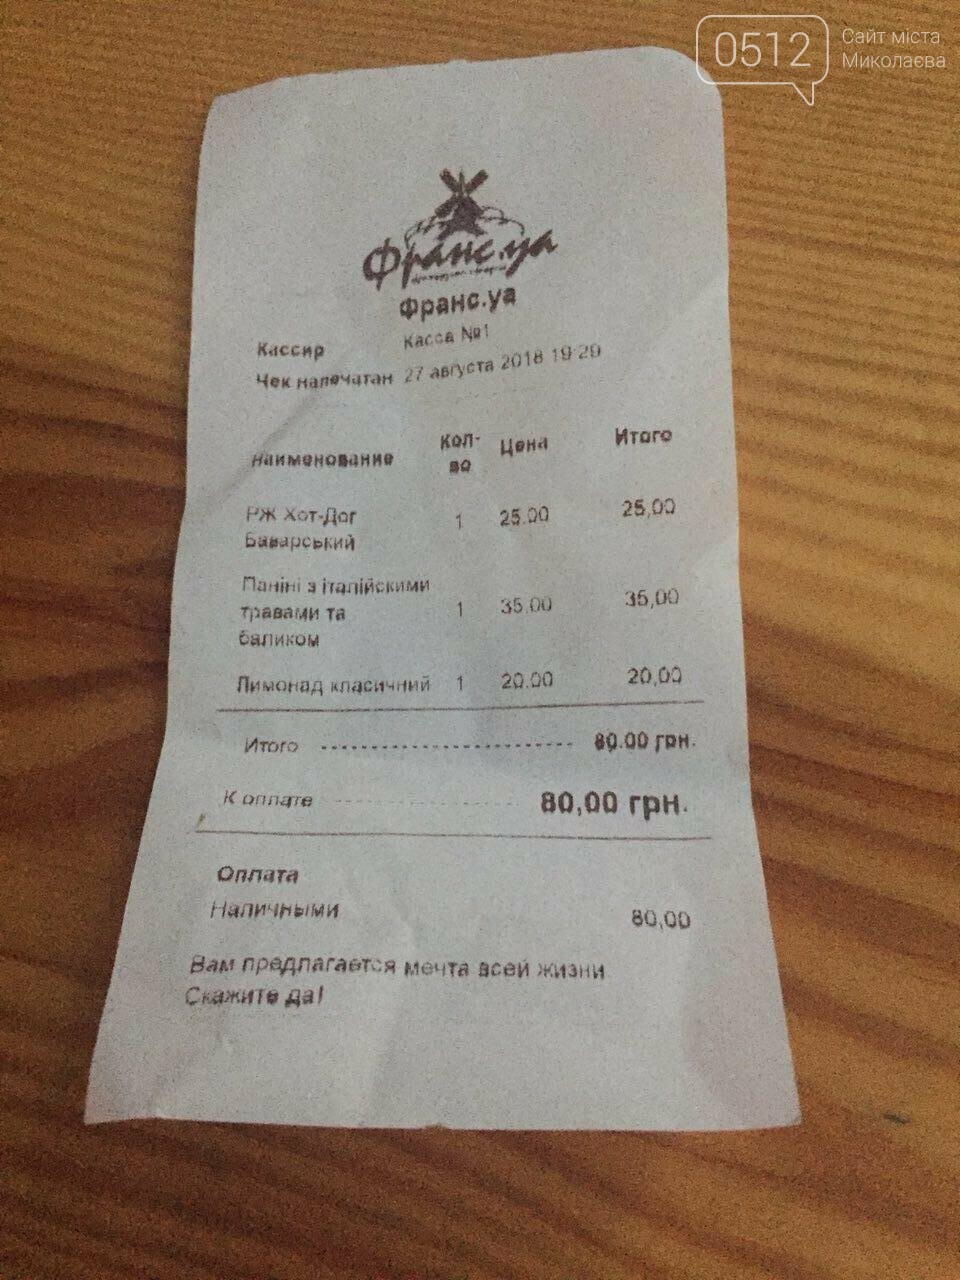 0512 Сайт міста
Миколаєва
Франс.уа
Франс.уа
Кассир Касса №1
Чек напечатан 27 августа 2018 19:29
Наименование Кол-во Цена Итого
РЖ Хот-Дог Баварський 1 25.00 25,00
Паніні з італійскими травами та баликом 1 35.00 35,00
Лимонад класичний 1 20.00 20,00
Итого 80.00 грн.
К оплате 80,00 грн.
Оплата
Наличными 80,00
Вам предлагается мечта всей жизни
Скажите да!